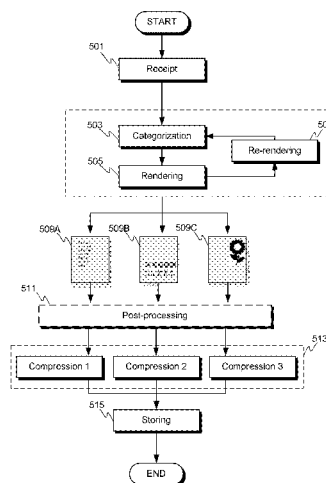 START
501
Receipt
503
Categorization
Re-rendering
505
Rendering
509A
509B
509C
511
Post-processing
513
Compression 1
Compression 2
Compression 3
515
Storing
END